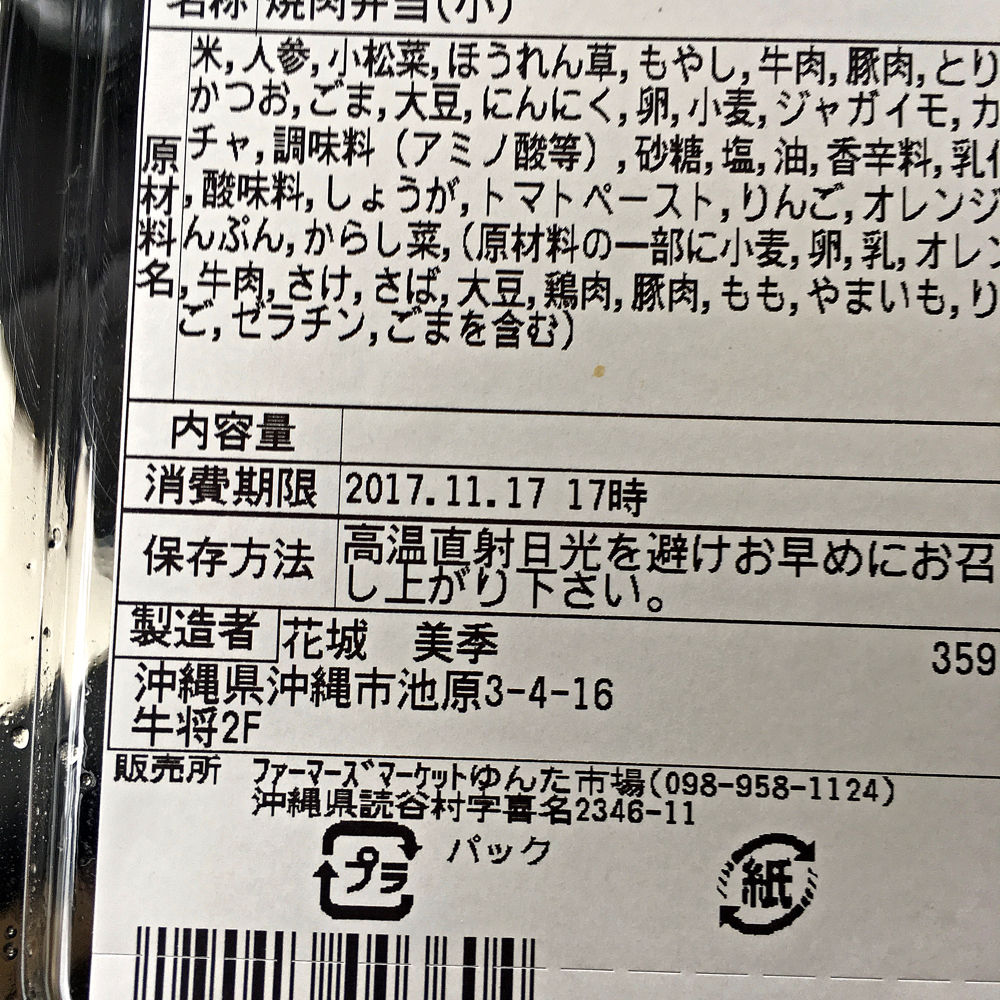 名称 焼肉弁当(小)
原材料名
米,人参,小松菜,ほうれん草,もやし,牛肉,豚肉,とり
かつお,ごま,大豆,にんにく,卵,小麦,ジャガイモ,カ
チャ,調味料(アミノ酸等),砂糖,塩,油,香辛料,乳化
,酸味料,しょうが,トマトペースト,りんご,オレンジ
んぷん,からし菜,(原材料の一部に小麦,卵,乳,オレン
,牛肉,さけ,さば,大豆,鶏肉,豚肉,もも,やまいも,り
ご,ゼラチン,ごまを含む)
内容量
消費期限 2017.11.17 17時
保存方法 高温直射日光を避けお早めにお召
し上がり下さい。
製造者 花城 美季 359
沖縄県沖縄市池原3-4-16
牛将2F
販売所 ファーマーズマーケットゆんた市場(098-958-1124)
沖縄県読谷村字喜名2346-11
プラ パック 紙